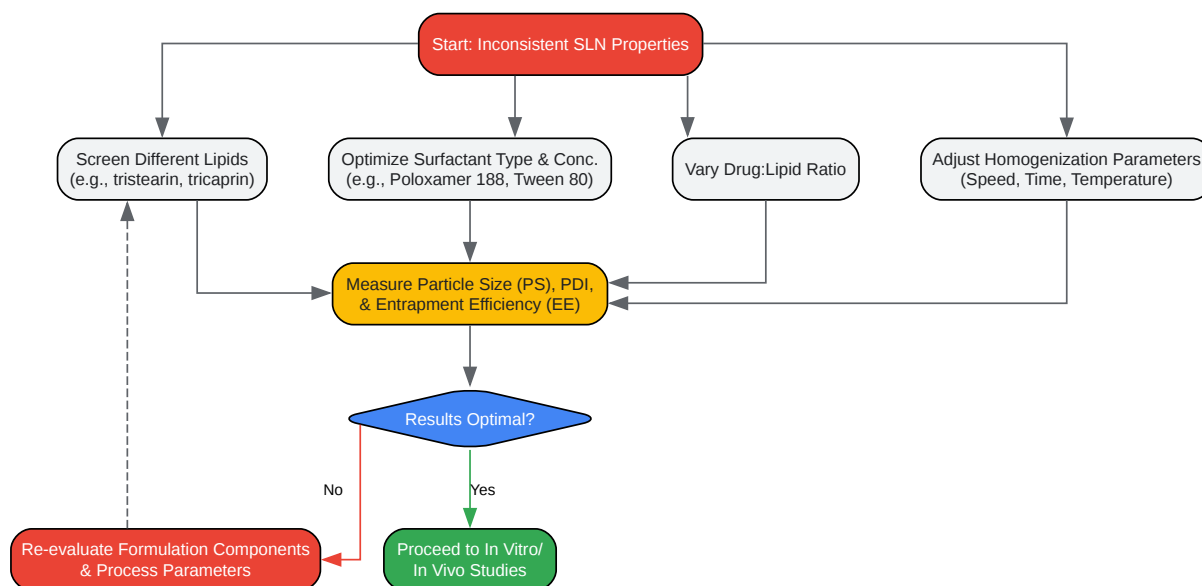 Start: Inconsistent SLN Properties
Screen Different Lipids
(e.g., tristearin, tricaprin)
Optimize Surfactant Type & Conc.
(e.g., Poloxamer 188, Tween 80)
Vary Drug:Lipid Ratio
Adjust Homogenization Parameters
(Speed, Time, Temperature)
Measure Particle Size (PS), PDI,
& Entrapment Efficiency (EE)
Results Optimal?
No
Yes
Re-evaluate Formulation Components
& Process Parameters
Proceed to In Vitro/
In Vivo Studies